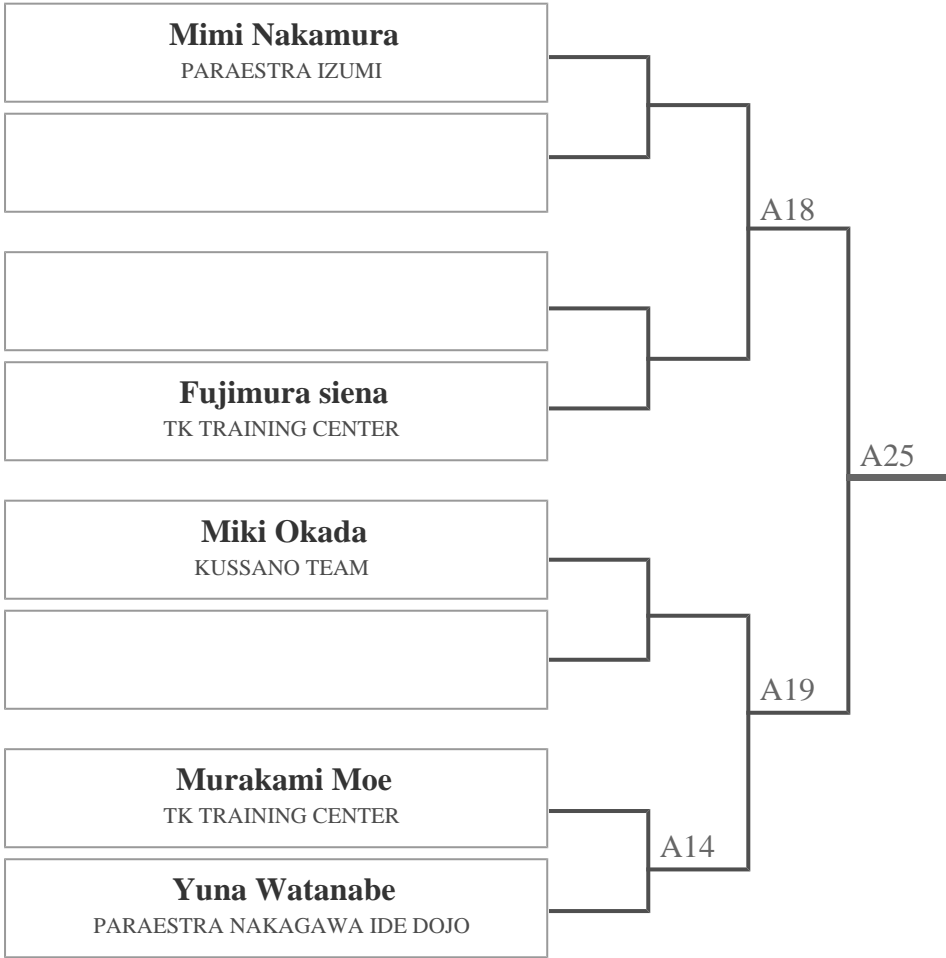 Mimi Nakamura
PARAESTRA IZUMI
A18
Fujimura siena
TK TRAINING CENTER
A25
Miki Okada
KUSSANO TEAM
A19
Murakami Moe
TK TRAINING CENTER
A14
Yuna Watanabe
PARAESTRA NAKAGAWA IDE DOJO